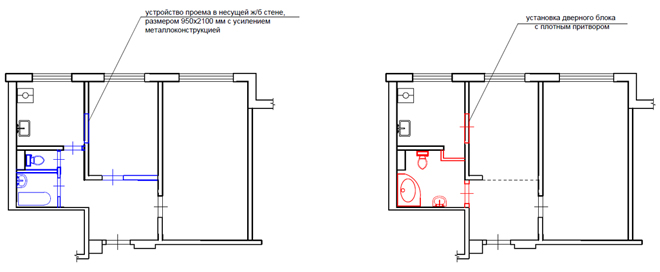 устройство проема в несущей ж/б стене,
размером 950х2100 мм с усилением
металлоконструкцией
установка дверного блока
с плотным притвором